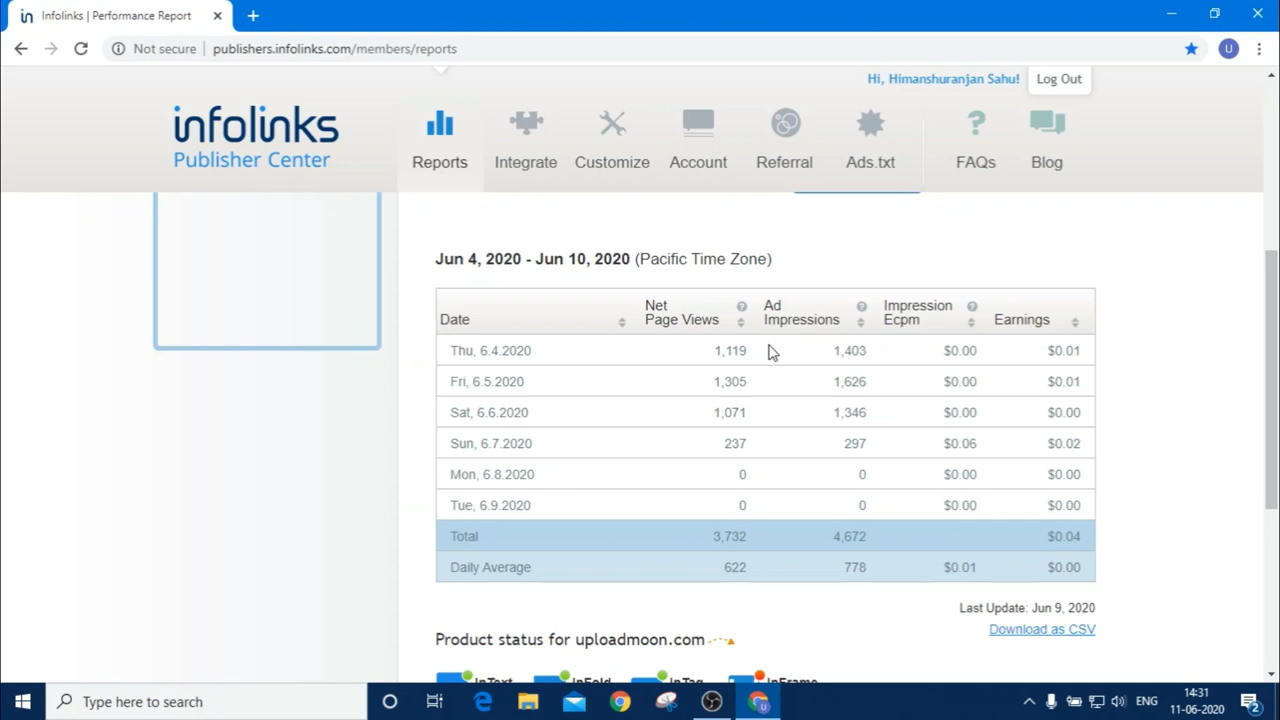 in Infolinks | Performance Report
Not secure publishers.infolinks.com/members/reports U
Hi, Himanshuranjan Sahu! Log Out
infolinks
Publisher Center
Reports Integrate Customize Account Referral Ads.txt FAQs Blog
Jun 4, 2020 - Jun 10, 2020 (Pacific Time Zone)
Date Net Page Views Ad Impressions Impression Ecpm Earnings
Thu, 6.4.2020 1,119 1,403 $0.00 $0.01
Fri, 6.5.2020 1,305 1,626 $0.00 $0.01
Sat, 6.6.2020 1,071 1,346 $0.00 $0.00
Sun, 6.7.2020 237 297 $0.06 $0.02
Mon, 6.8.2020 0 0 $0.00 $0.00
Tue, 6.9.2020 0 0 $0.00 $0.00
Total 3,732 4,672 $0.04
Daily Average 622 778 $0.01 $0.00
Last Update: Jun 9, 2020
Download as CSV
Product status for uploadmoon.com
InText InFold InTag InFrame
Type here to search
ENG
14:31
11-06-2020
2